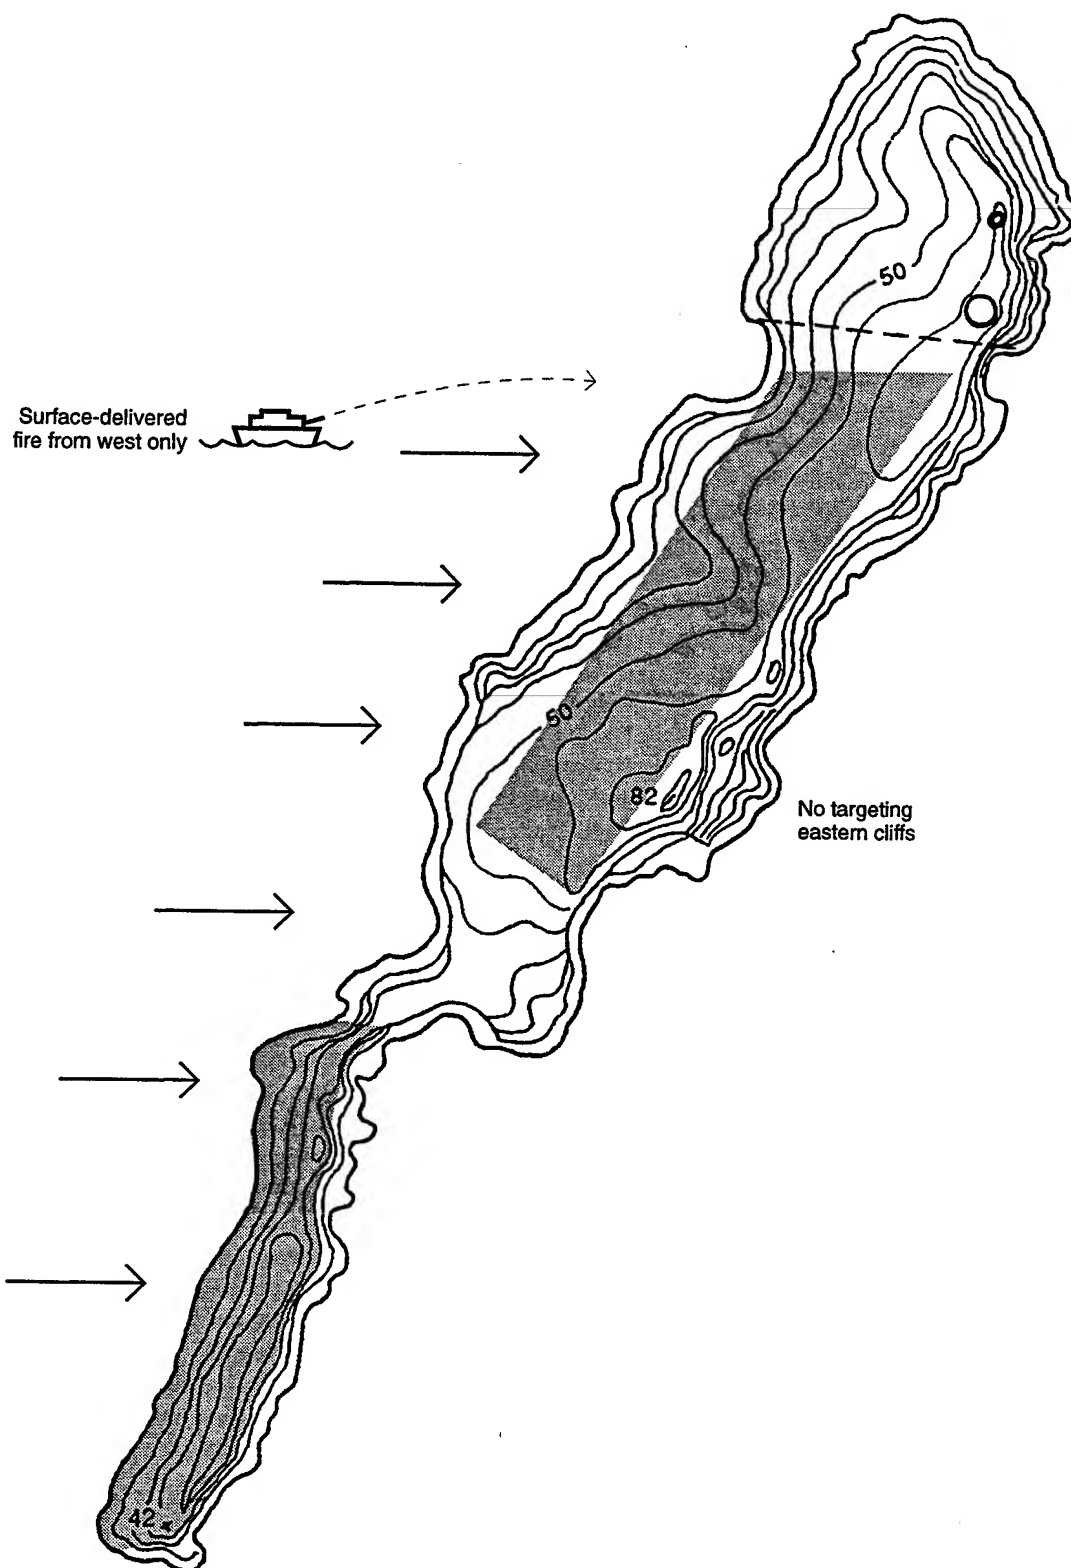 50
Surface-delivered
fire from west only
50
82
No targeting
eastern cliffs
42